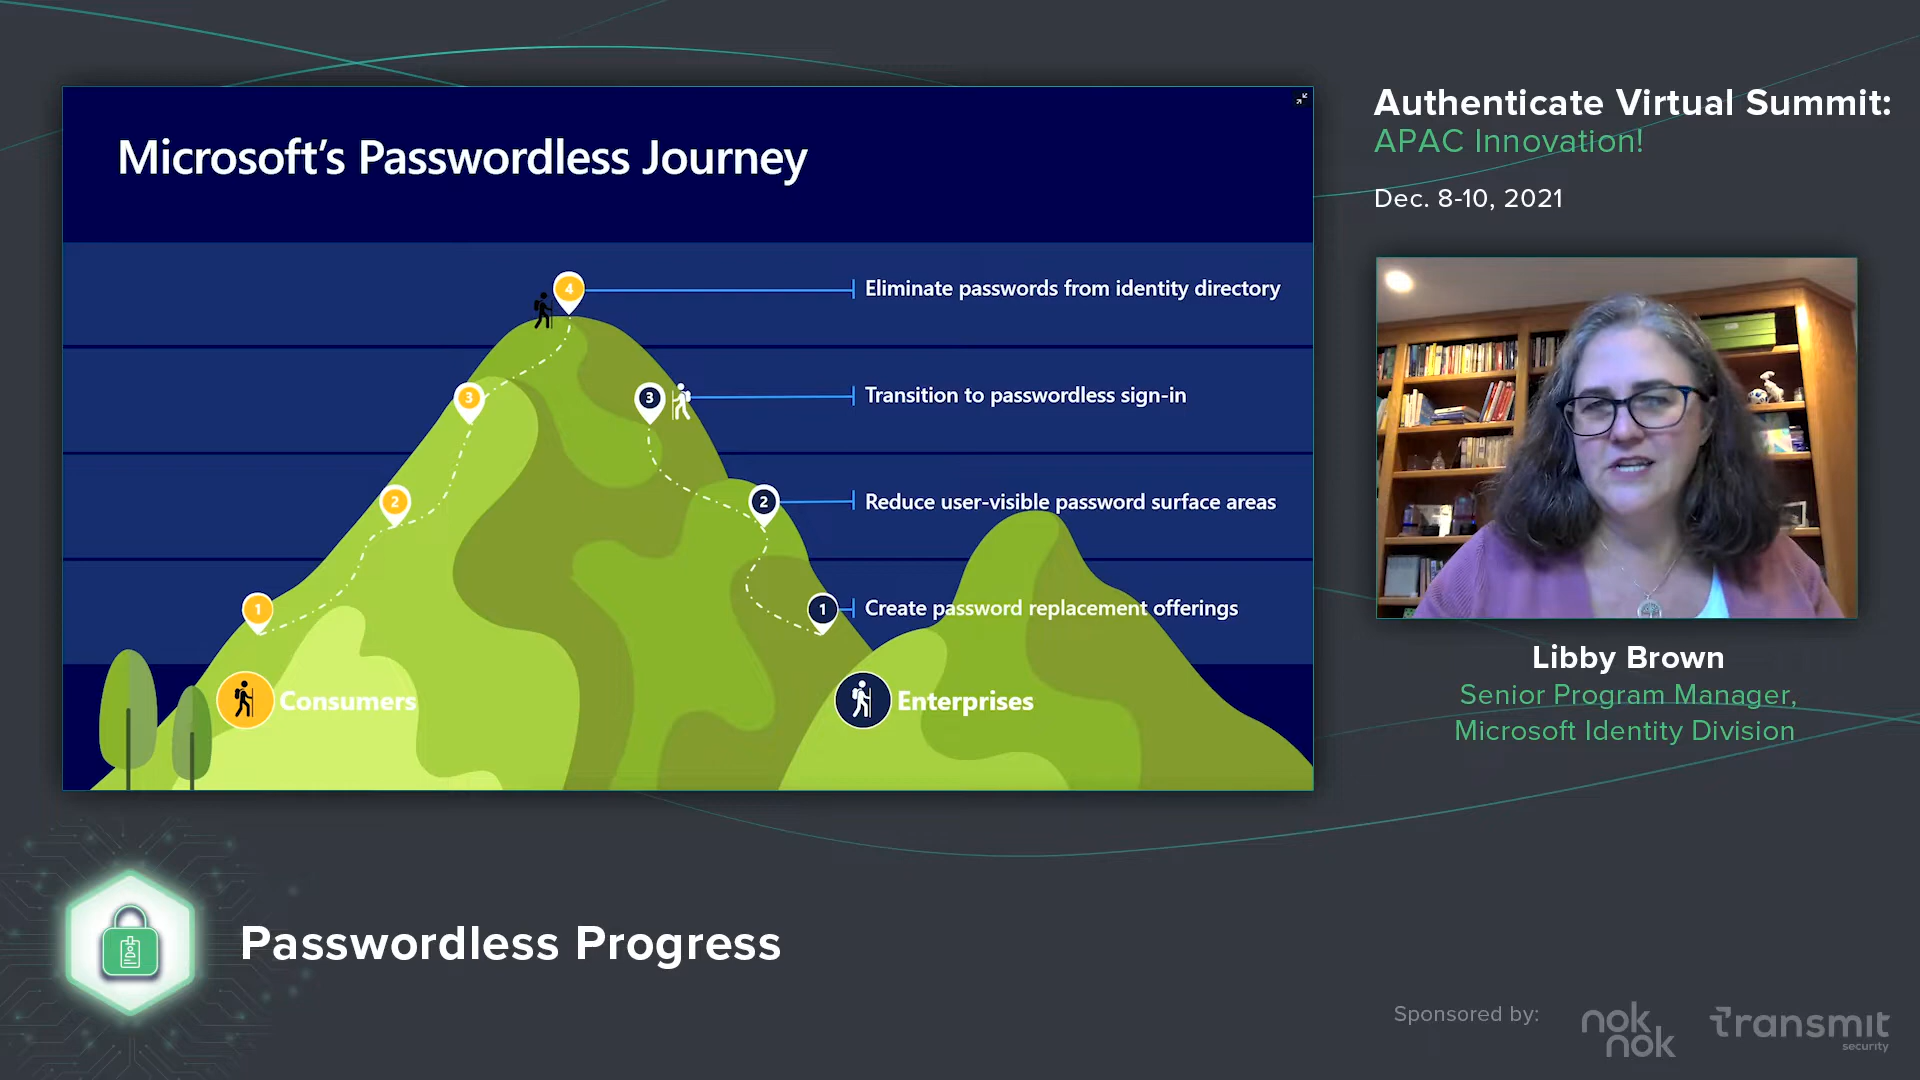 Microsoft's Passwordless Journey
4
Eliminate passwords from identity directory
3
3
Transition to passwordless sign-in
2
2
Reduce user-visible password surface areas
1
1
Create password replacement offerings
Consumers
Enterprises
Authenticate Virtual Summit:
APAC Innovation!
Dec. 8-10, 2021
Libby Brown
Senior Program Manager,
Microsoft Identity Division
Passwordless Progress
Sponsored by:
nok
nok
Transmit
security